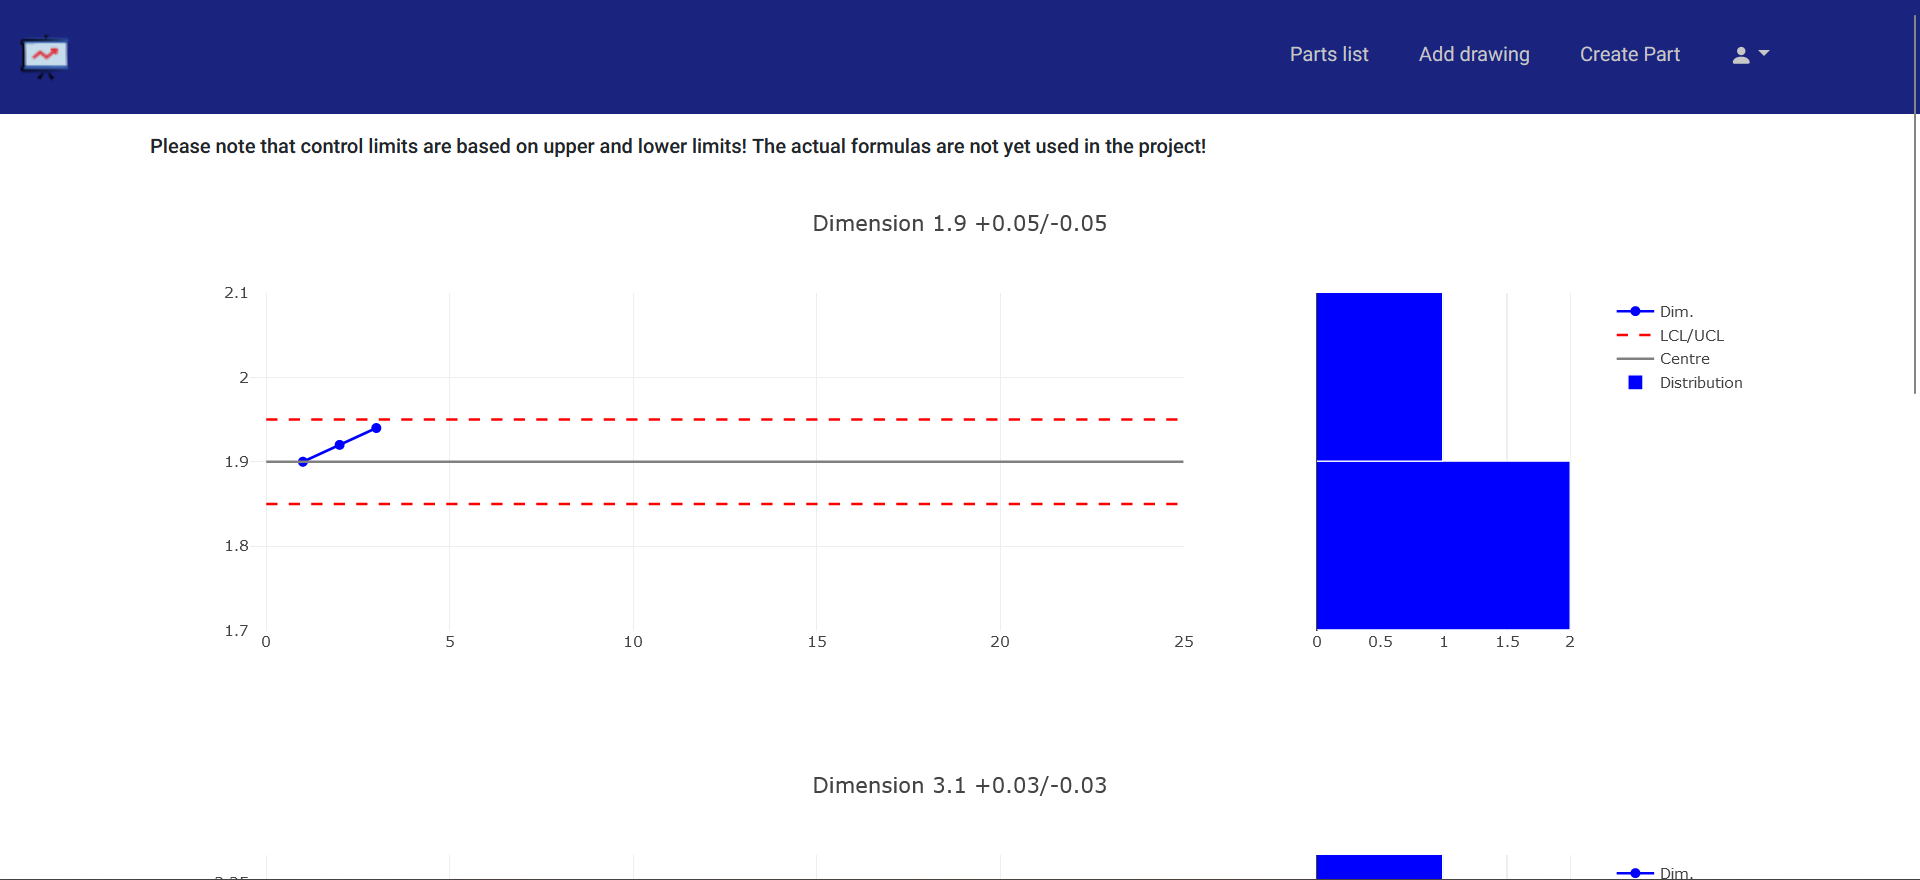 Parts list Add drawing Create Part
Please note that control limits are based on upper and lower limits! The actual formulas are not yet used in the project!
Dimension 1.9 +0.05/-0.05
2.1
2
1.9
1.8
1.7
0 5 10 15 20 25
0 0.5 1 1.5 2
Dim.
LCL/UCL
Centre
Distribution
Dimension 3.1 +0.03/-0.03
Dim.